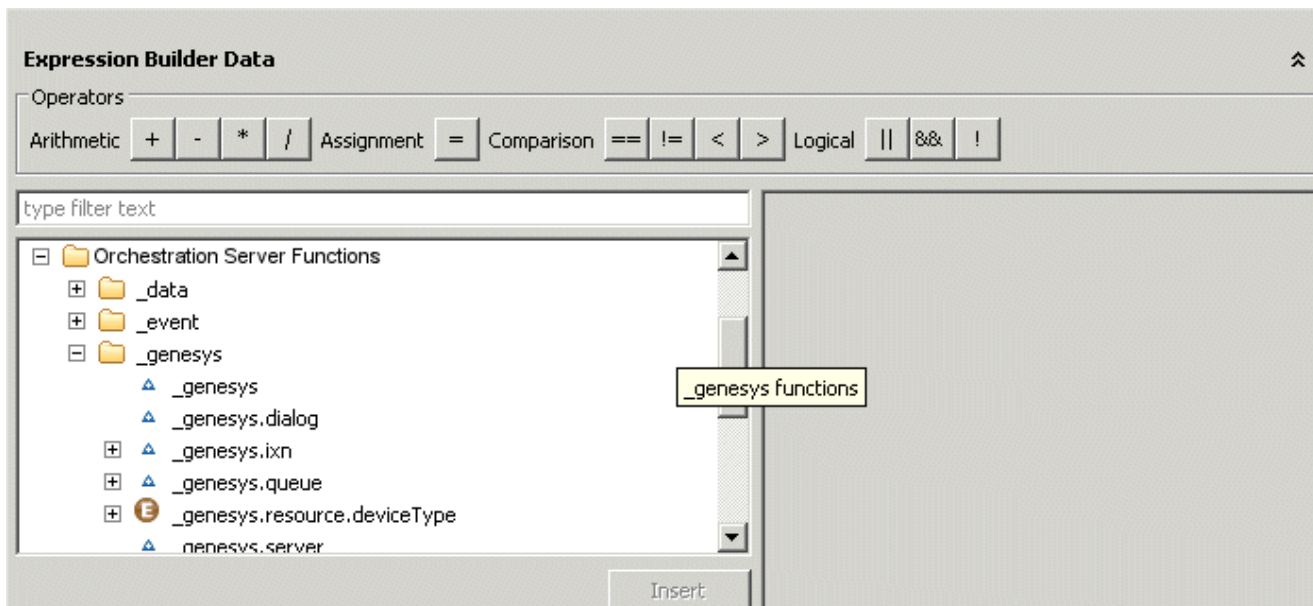 Expression Builder Data
Operators
Arithmetic + - * / Assignment = Comparison == != < > Logical || && !
type filter text
Orchestration Server Functions
_data
_event
_genesys
_genesys
_genesys functions
_genesys.dialog
_genesys.ixn
_genesys.queue
_genesys.resource.deviceType
_genesys.server
Insert